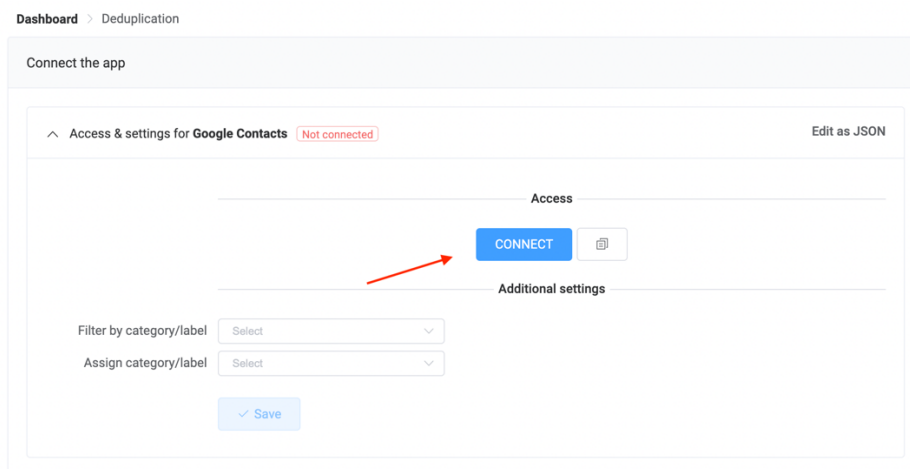 Dashboard > Deduplication
Connect the app
Access & settings for Google Contacts Not connected Edit as JSON
Access
CONNECT
Additional settings
Filter by category/label Select
Assign category/label Select
Save